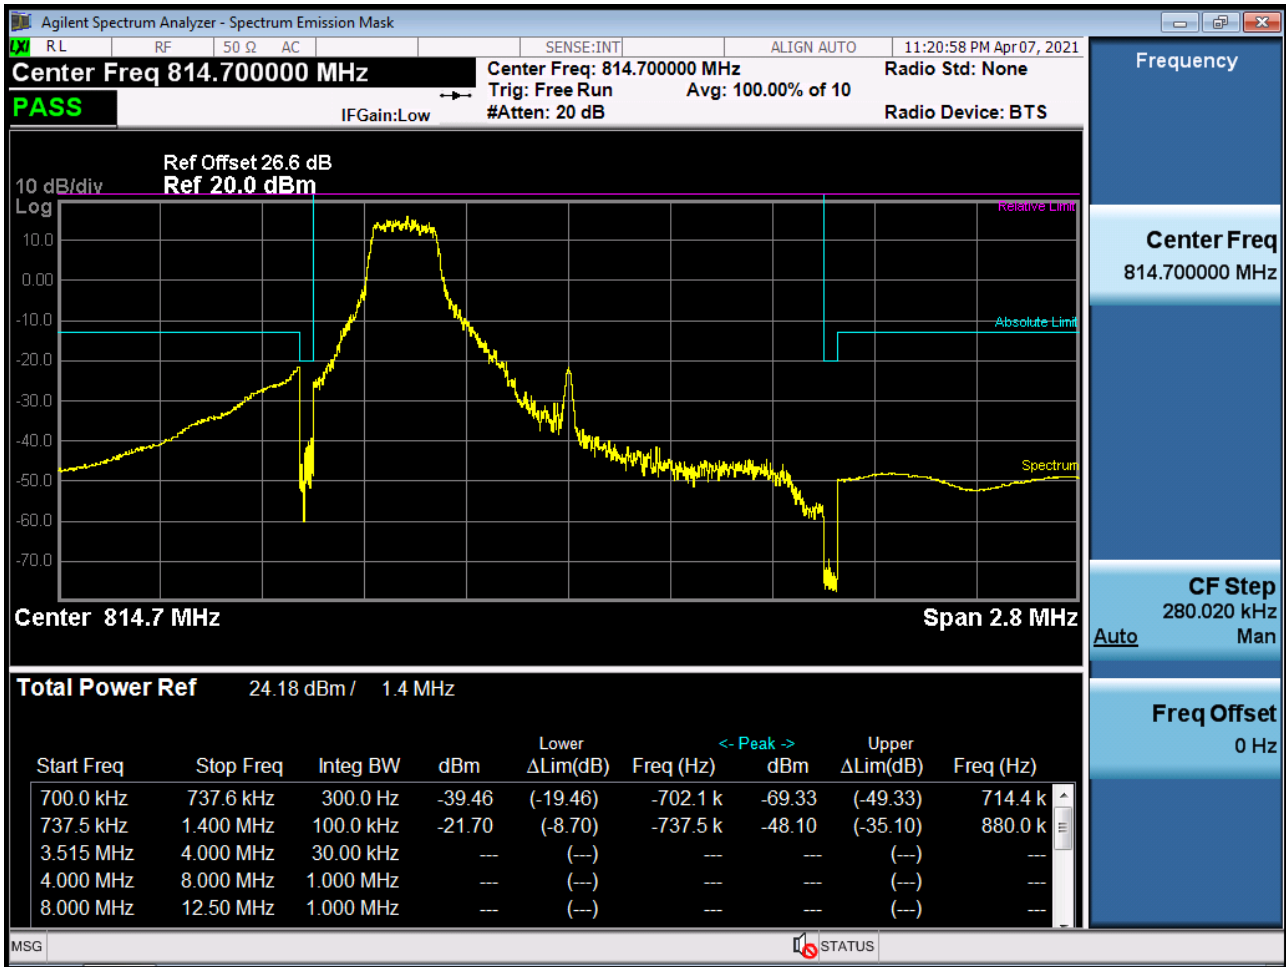 Agilent Spectrum Analyzer - Spectrum Emission Mask
LXI RL RF 50 Ω AC SENSE:INT ALIGN AUTO 11:20:58 PM Apr 07, 2021
Center Freq 814.700000 MHz
Center Freq: 814.700000 MHz
Radio Std: None
Trig: Free Run
Avg: 100.00% of 10
PASS
IFGain:Low
#Atten: 20 dB
Radio Device: BTS
Ref Offset 26.6 dB
10 dB/div
Ref 20.0 dBm
Log
Relative Limit
10.0
0.00
-10.0
Absolute Limit
-20.0
-30.0
-40.0
Spectrum
-50.0
-60.0
-70.0
Center 814.7 MHz
Span 2.8 MHz
Total Power Ref 24.18 dBm / 1.4 MHz
Lower <- Peak -> Upper
Start Freq Stop Freq Integ BW dBm ΔLim(dB) Freq (Hz) dBm ΔLim(dB) Freq (Hz)
700.0 kHz 737.6 kHz 300.0 Hz -39.46 (-19.46) -702.1 k -69.33 (-49.33) 714.4 k
737.5 kHz 1.400 MHz 100.0 kHz -21.70 (-8.70) -737.5 k -48.10 (-35.10) 880.0 k
3.515 MHz 4.000 MHz 30.00 kHz --- (---) --- --- (---) ---
4.000 MHz 8.000 MHz 1.000 MHz --- (---) --- --- (---) ---
8.000 MHz 12.50 MHz 1.000 MHz --- (---) --- --- (---) ---
MSG
STATUS
Frequency
Center Freq
814.700000 MHz
CF Step
280.020 kHz
Auto Man
Freq Offset
0 Hz